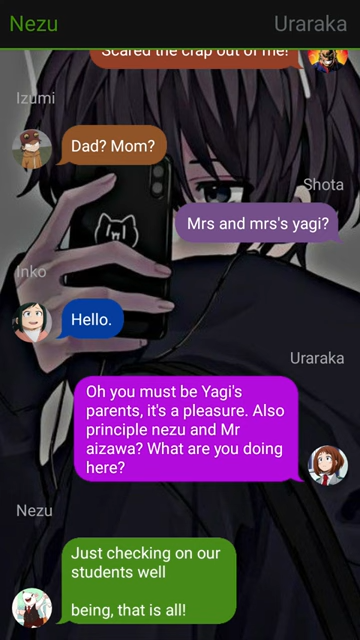 Nezu
Uraraka
Scared the crap out of me!
Izumi
Dad? Mom?
Shota
Mrs and mrs's yagi?
Inko
Hello.
Uraraka
Oh you must be Yagi's
parents, it's a pleasure. Also
principle nezu and Mr
aizawa? What are you doing
here?
Nezu
Just checking on our
students well
being, that is all!